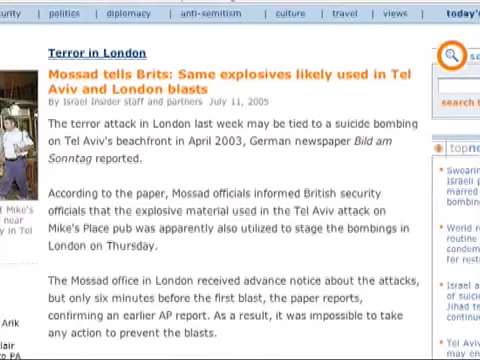 urity | politics | diplomacy | anti-semitism | culture | travel | views | today's
Terror in London
Mossad tells Brits: Same explosives likely used in Tel
Aviv and London blasts
By Israel Insider staff and partners July 11, 2005
The terror attack in London last week may be tied to a suicide bombing
on Tel Aviv's beachfront in April 2003, German newspaper Bild am
Sonntag reported.
According to the paper, Mossad officials informed British security
officials that the explosive material used in the Tel Aviv attack on
Mike's Place pub was apparently also utilized to stage the bombings in
London on Thursday.
The Mossad office in London received advance notice about the attacks,
but only six minutes before the first blast, the paper reports,
confirming an earlier AP report. As a result, it was impossible to take
any action to prevent the blasts.
t Mike's
near
y in Tel
Arik
lair
to PA
se
search t
topne
Swearin
Israeli p
marred
bombin
World r
routine
condem
for rest
Israel a
of suici
Jihad te
continu
Tel Aviv
may en